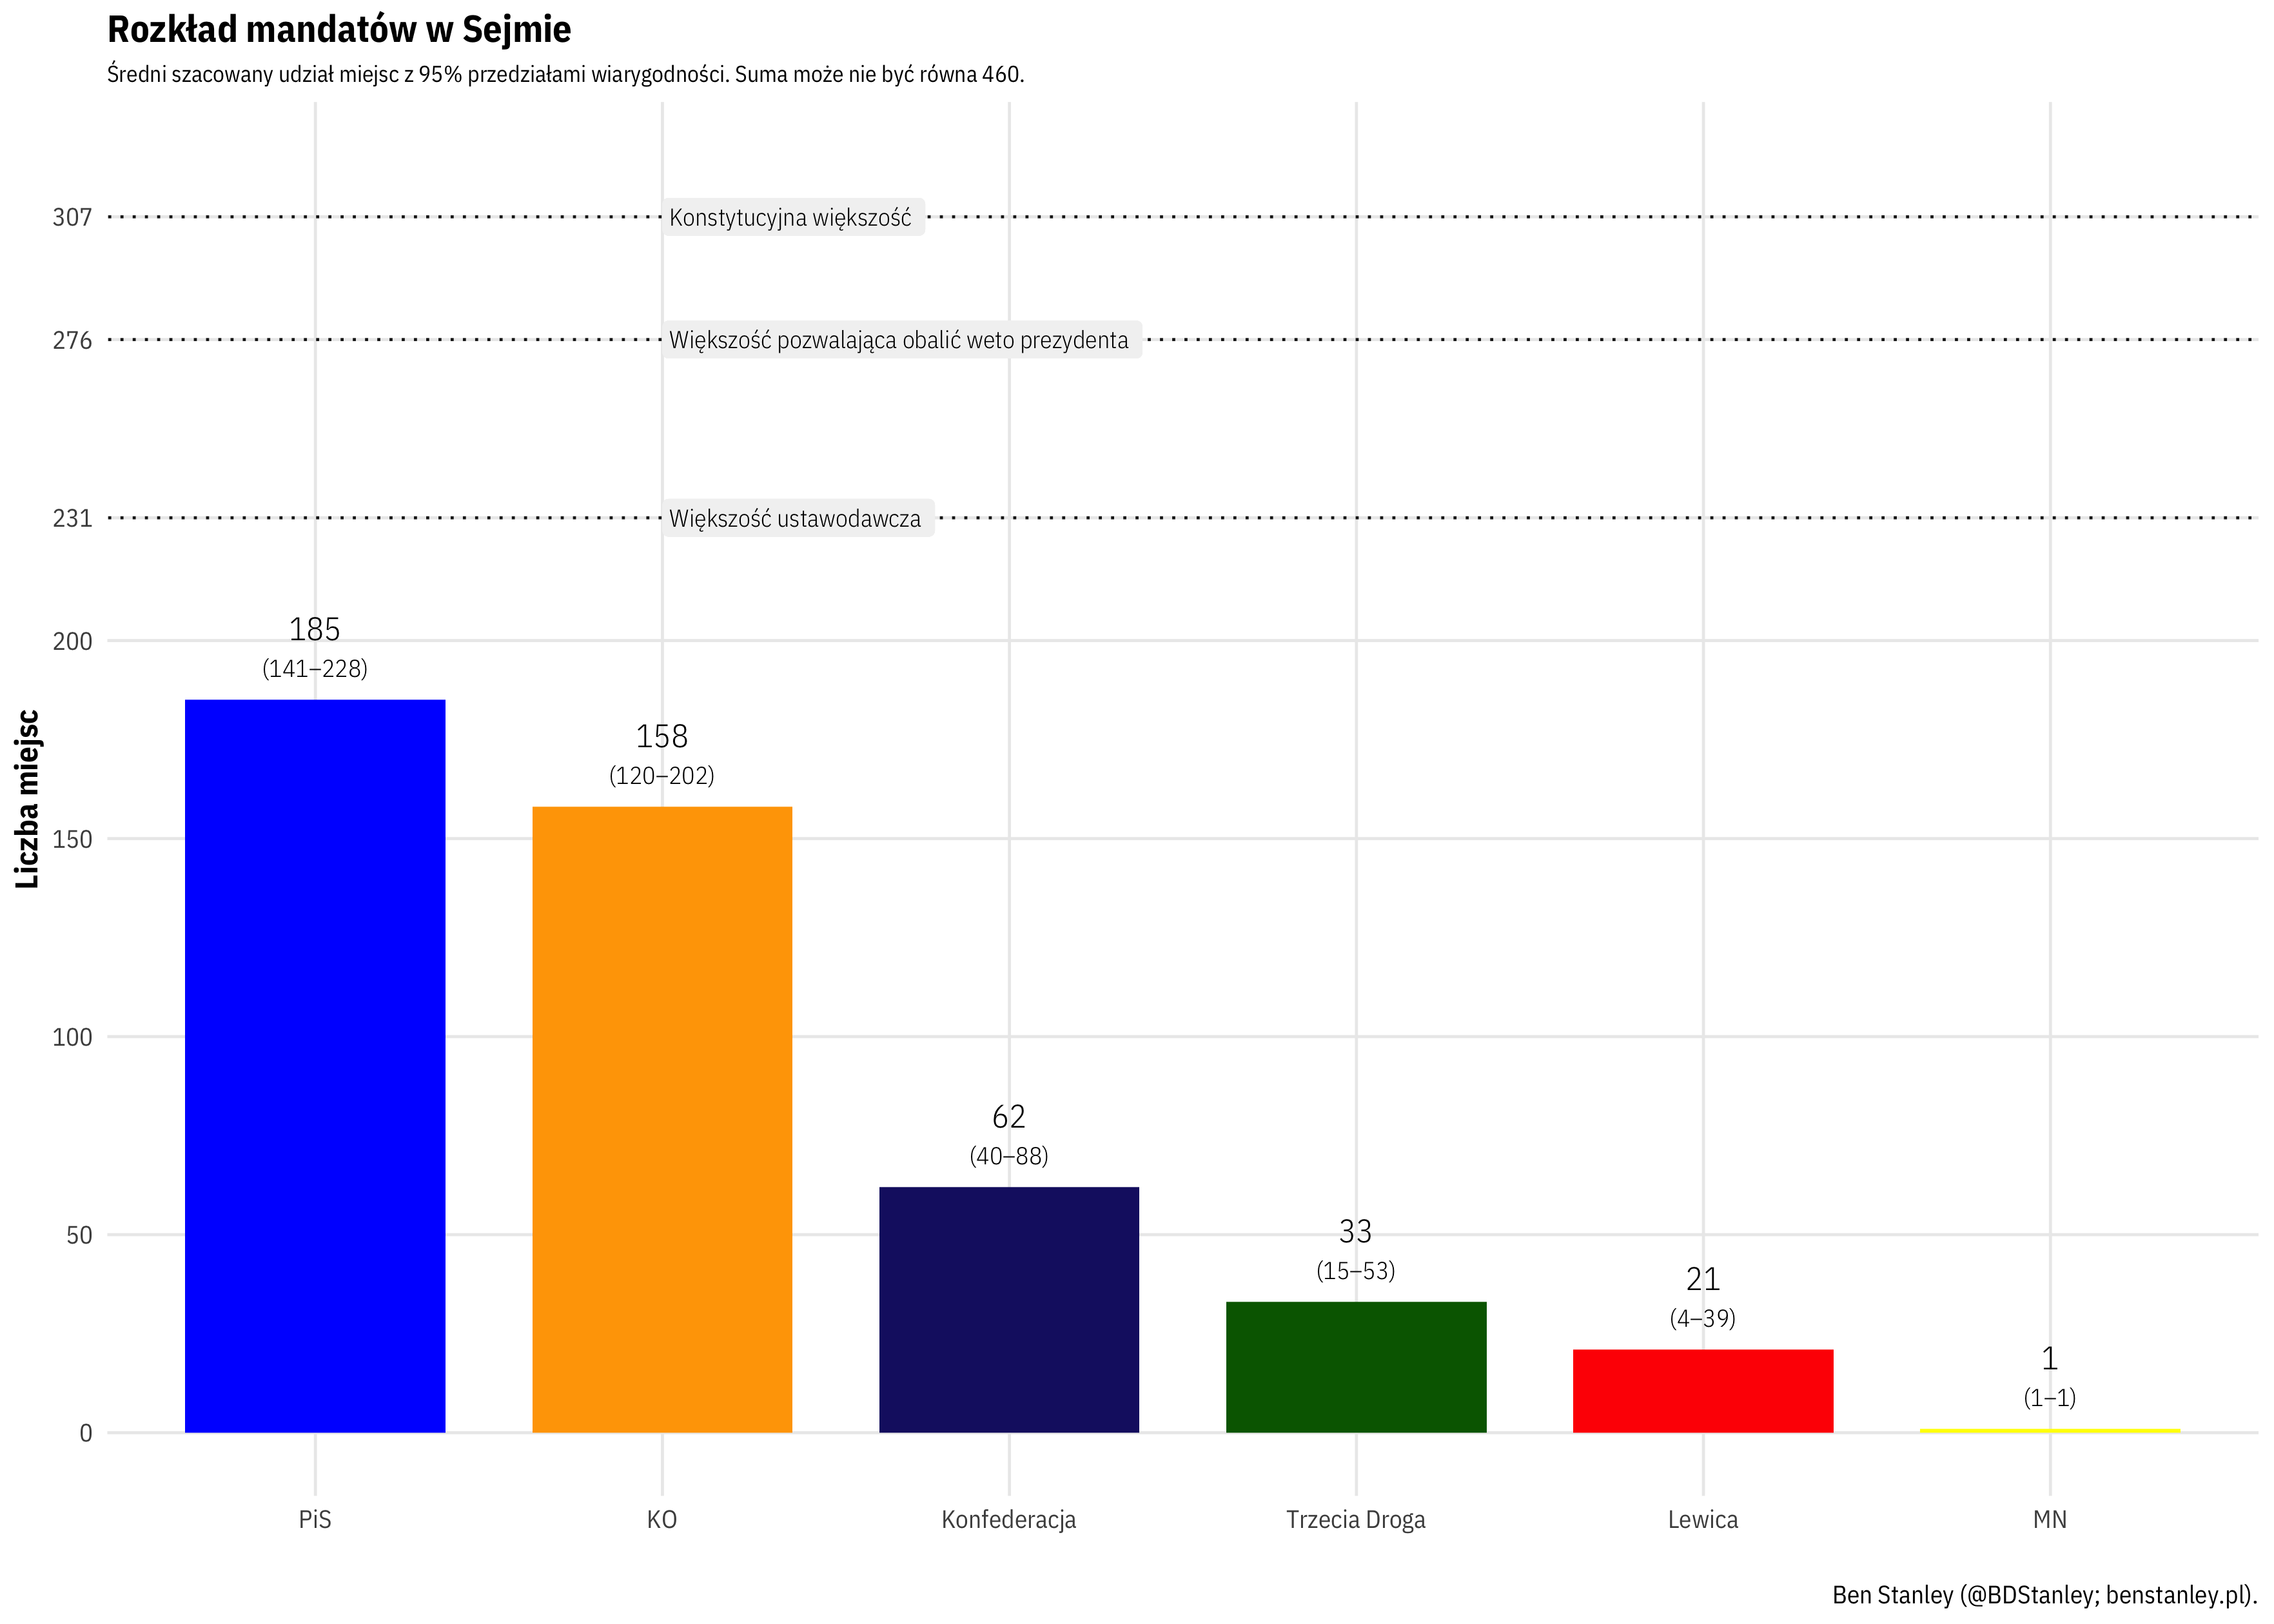 Rozkład mandatów w Sejmie
Średni szacowany udział miejsc z 95% przedziałami wiarygodności. Suma może nie być równa 460.
Liczba miejsc
307
Konstytucyjna większość
276
Większość pozwalająca obalić weto prezydenta
231
Większość ustawodawcza
200
150
100
50
0
185
(141–228)
158
(120–202)
62
(40–88)
33
(15–53)
21
(4–39)
1
(1–1)
PiS
KO
Konfederacja
Trzecia Droga
Lewica
MN
Ben Stanley (@BDStanley; benstanley.pl).